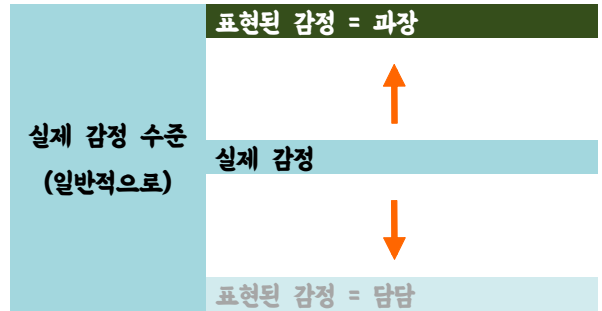 표현된 감정 = 과장
실제 감정 수준
(일반적으로)
실제 감정
표현된 감정 = 담담